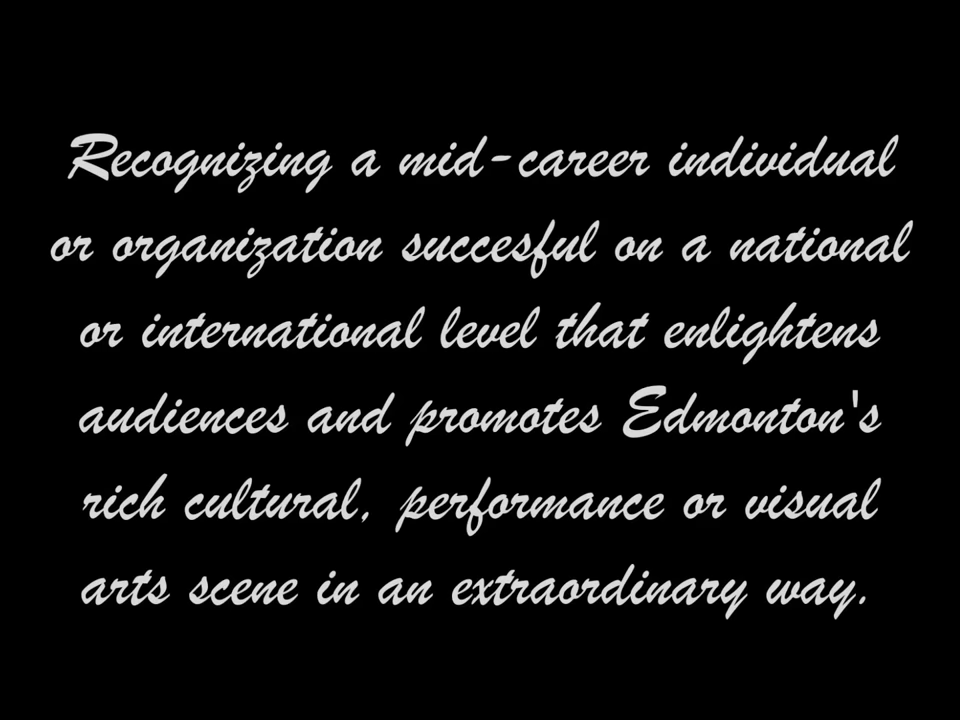 Recognizing a mid-career individual
or organization succesful on a national
or international level that enlightens
audiences and promotes Edmonton's
rich cultural, performance or visual
arts scene in an extraordinary way.